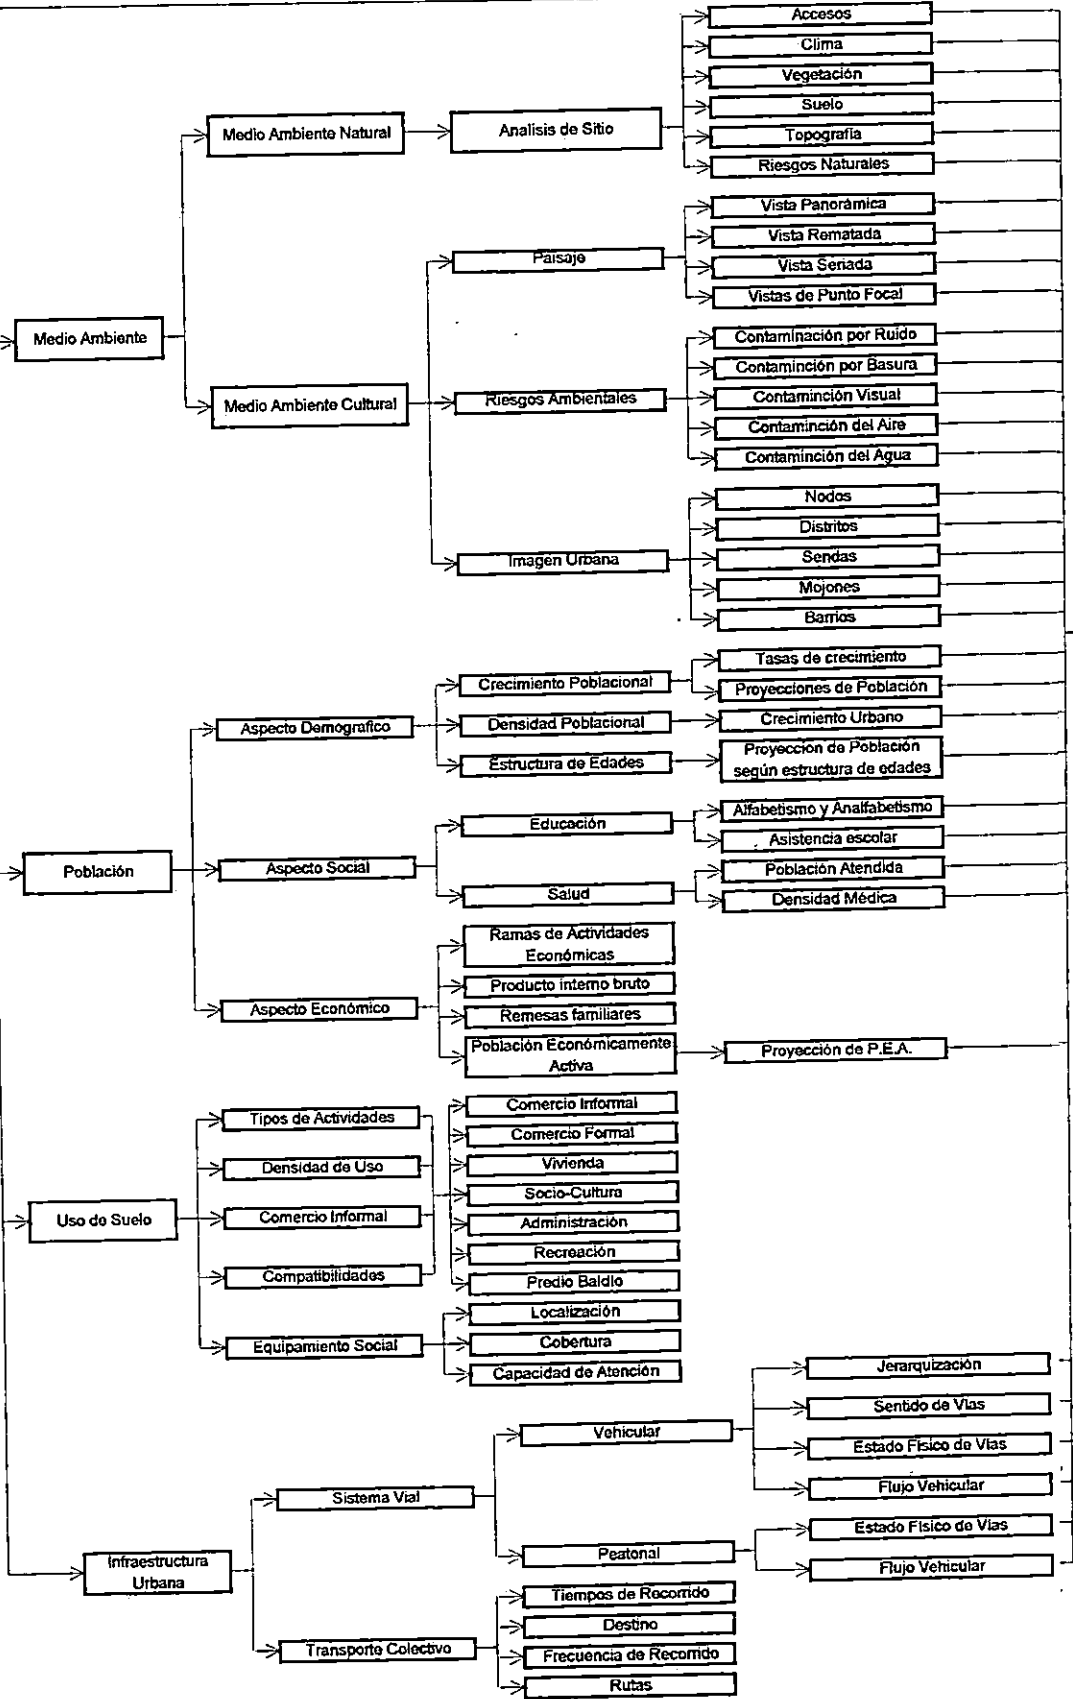 Accesos
Clima
Vegetación
Suelo
Topografía
Riesgos Naturales
Medio Ambiente Natural
Analisis de Sitio
Vista Panorámica
Vista Rematada
Vista Seriada
Vistas de Punto Focal
Paisaje
Medio Ambiente
Medio Ambiente Cultural
Riesgos Ambientales
Contaminación por Ruido
Contaminción por Basura
Contaminción Visual
Contaminción del Aire
Contaminción del Agua
Imagen Urbana
Nodos
Distritos
Sendas
Mojones
Barrios
Población
Aspecto Demografico
Crecimiento Poblacional
Tasas de crecimiento
Proyecciones de Población
Densidad Poblacional
Crecimiento Urbano
Estructura de Edades
Proyeccion de Población
según estructura de edades
Aspecto Social
Educación
Alfabetismo y Analfabetismo
Asistencia escolar
Salud
Población Atendida
Densidad Médica
Aspecto Económico
Ramas de Actividades
Económicas
Producto interno bruto
Remesas familiares
Población Económicamente
Activa
Proyección de P.E.A.
Uso de Suelo
Tipos de Actividades
Densidad de Uso
Comercio Informal
Compatibilidades
Comercio Informal
Comercio Formal
Vivienda
Socio-Cultura
Administración
Recreación
Predio Baldio
Equipamiento Social
Localización
Cobertura
Capacidad de Atención
Infraestructura
Urbana
Sistema Vial
Vehicular
Jerarquización
Sentido de Vias
Estado Fisico de Vias
Flujo Vehicular
Peatonal
Estado Fisico de Vias
Flujo Vehicular
Transporte Colectivo
Tiempos de Recorrido
Destino
Frecuencia de Recorrido
Rutas